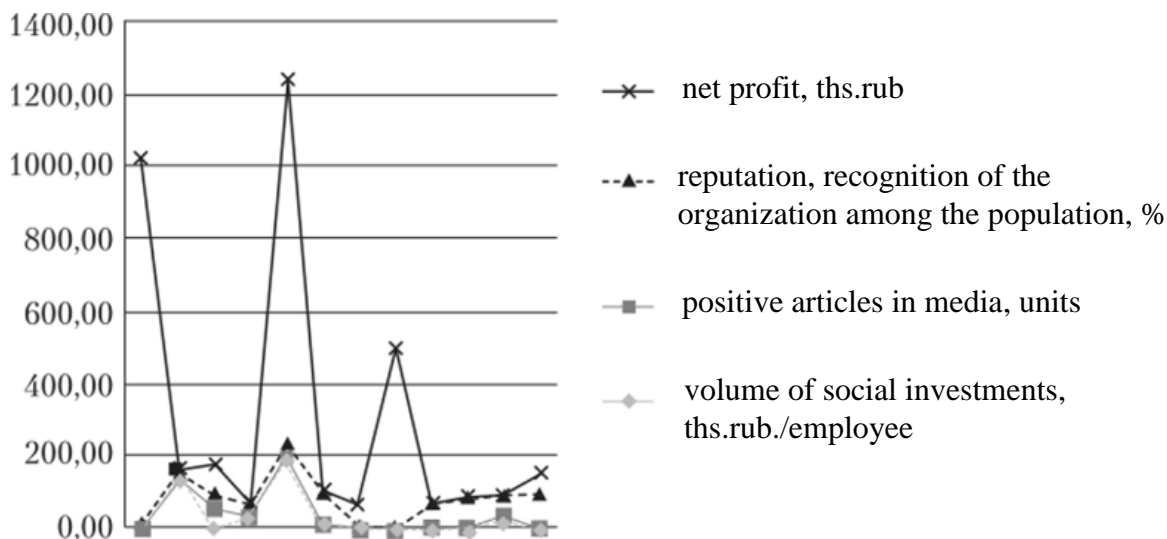 1400,00
1200,00
1000,00
800,00
600,00
400,00
200,00
0,00
net profit, ths.rub
reputation, recognition of the
organization among the population, %
positive articles in media, units
volume of social investments,
ths.rub./employee